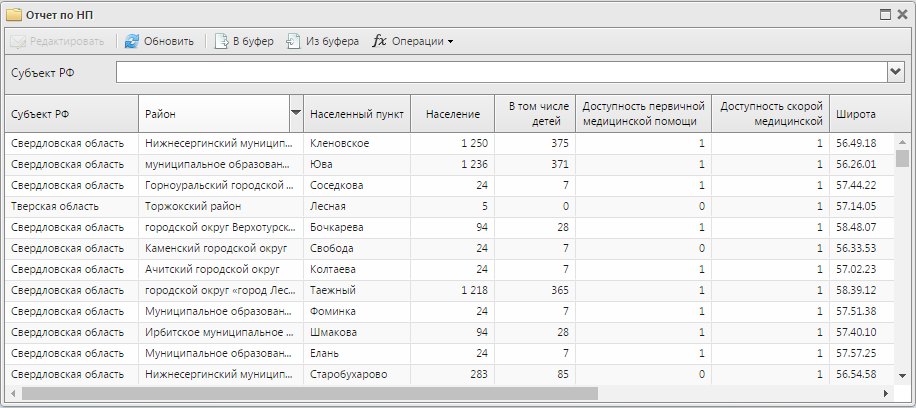 Отчет по НП
Редактировать Обновить В буфер Из буфера fx Операции
Субъект РФ
Субъект РФ Район Населенный пункт Население В том числе детей Доступность первичной медицинской помощи Доступность скорой медицинской Широта
Свердловская область Нижнесергинский муницип... Кленовское 1 250 375 1 1 56.49.18
Свердловская область муниципальное образован... Юва 1 236 371 1 1 56.26.01
Свердловская область Горноуральский городской ... Соседкова 24 7 1 1 57.44.22
Тверская область Торжокский район Лесная 5 0 0 1 57.14.05
Свердловская область городской округ Верхотурск... Бочкарева 94 28 1 1 58.48.07
Свердловская область Каменский городской округ Свобода 24 7 0 1 56.33.53
Свердловская область Ачитский городской округ Колтаева 24 7 1 1 57.02.23
Свердловская область городской округ «город Лес... Таежный 1 218 365 1 1 58.39.12
Свердловская область Муниципальное образован... Фоминка 24 7 1 1 57.51.38
Свердловская область Ирбитское муниципальное ... Шмакова 94 28 1 1 57.40.10
Свердловская область Муниципальное образован... Елань 24 7 1 1 57.57.25
Свердловская область Нижнесергинский муницип... Старобухарово 283 85 0 1 56.54.58